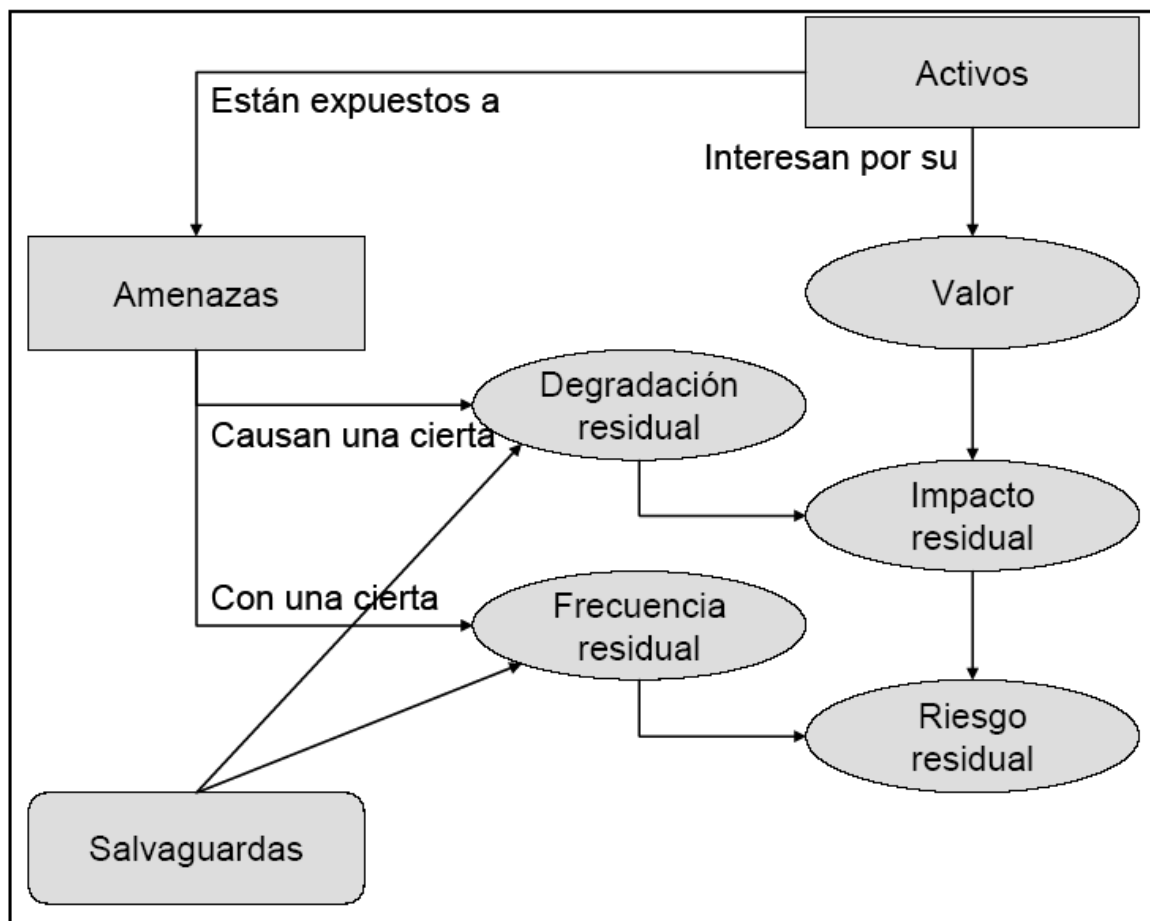 Activos
Están expuestos a
Interesan por su
Amenazas
Valor
Degradación
residual
Causan una cierta
Impacto
residual
Con una cierta
Frecuencia
residual
Riesgo
residual
Salvaguardas